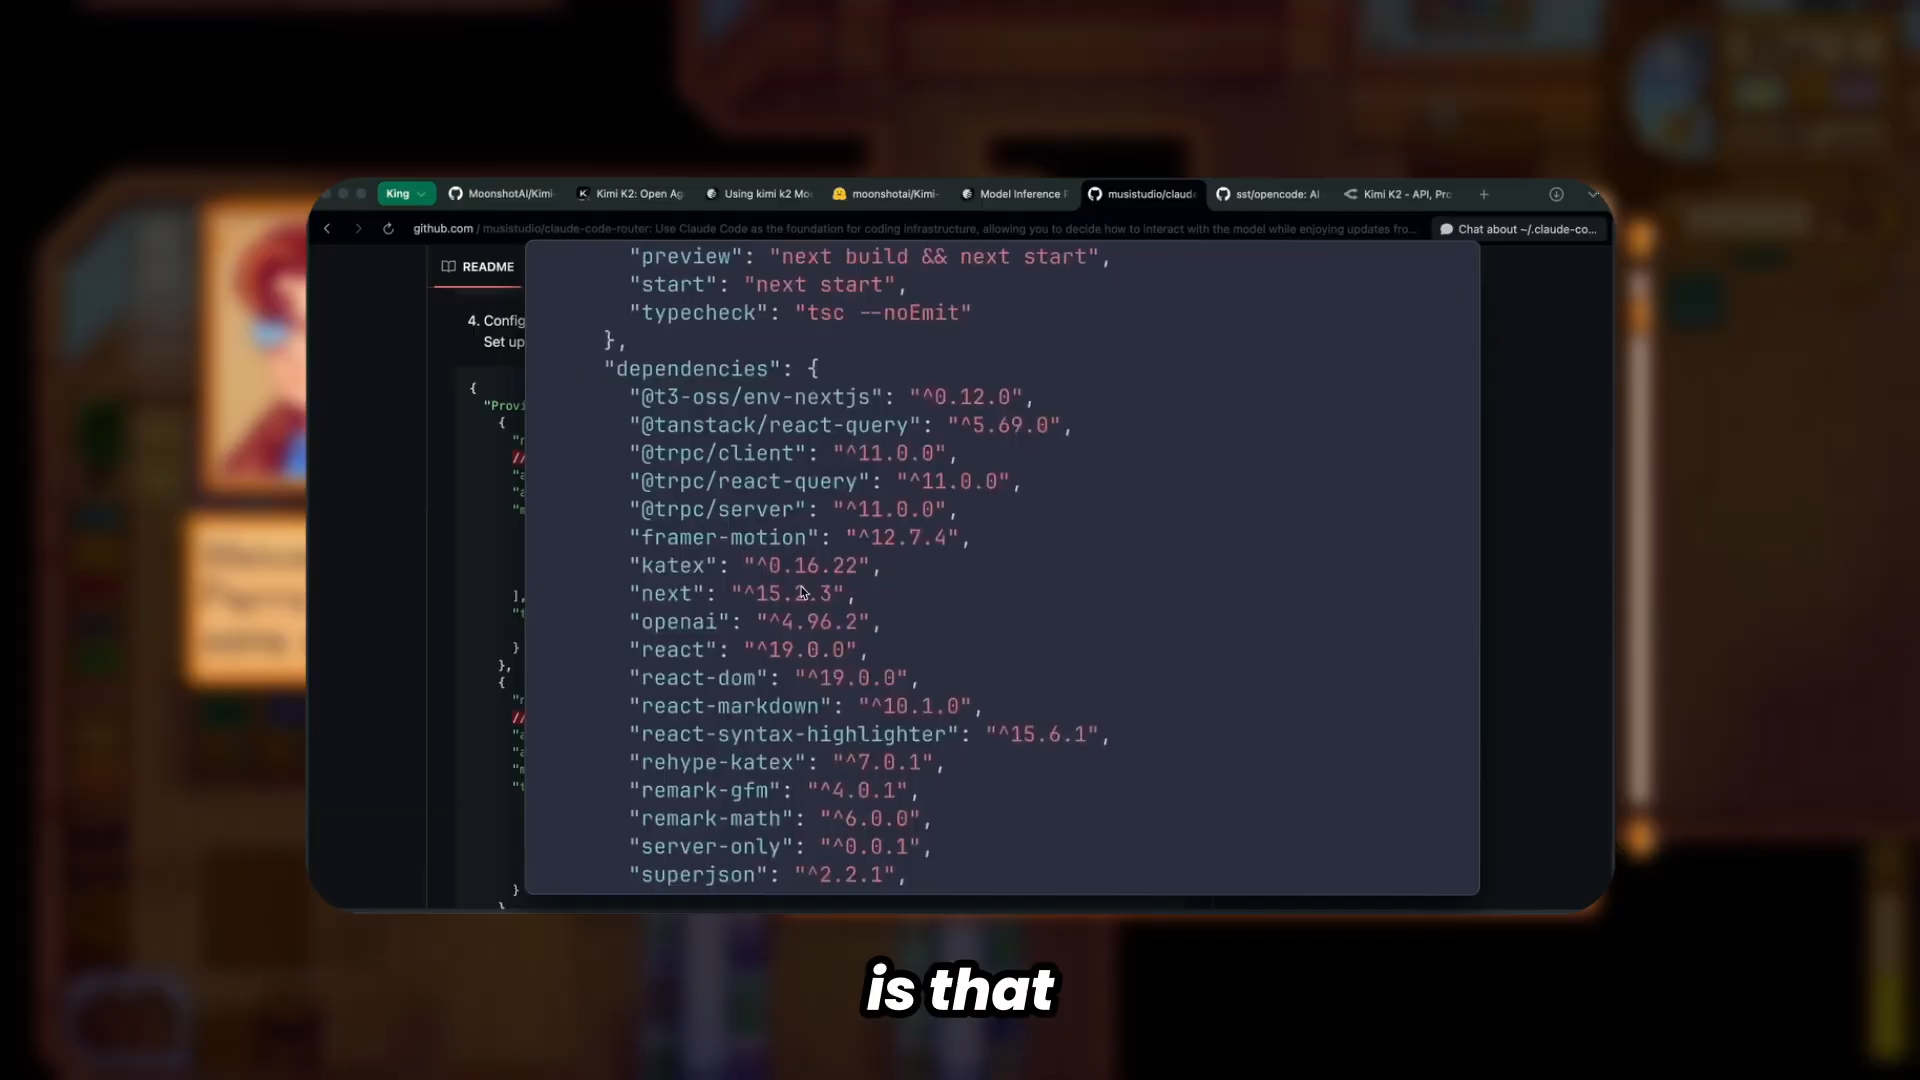 King
MoonshotAI/Kimi-
Kimi K2: Open Ag
Using kimi k2 Mo
moonshotai/Kimi-
Model Inference
musistudio/claude
sst/opencode: AI
Kimi K2 - API, Pro
github.com / musistudio/claude-code-router: Use Claude Code as the foundation for coding infrastructure, allowing you to decide how to interact with the model while enjoying updates fro...
Chat about ~/.claude-co...
README
4. Config
Set up
{
"Provi
{
//
],
}
},
{
//
}
"preview": "next build && next start",
"start": "next start",
"typecheck": "tsc --noEmit"
},
"dependencies": {
"@t3-oss/env-nextjs": "^0.12.0",
"@tanstack/react-query": "^5.69.0",
"@trpc/client": "^11.0.0",
"@trpc/react-query": "^11.0.0",
"@trpc/server": "^11.0.0",
"framer-motion": "^12.7.4",
"katex": "^0.16.22",
"next": "^15.2.3",
"openai": "^4.96.2",
"react": "^19.0.0",
"react-dom": "^19.0.0",
"react-markdown": "^10.1.0",
"react-syntax-highlighter": "^15.6.1",
"rehype-katex": "^7.0.1",
"remark-gfm": "^4.0.1",
"remark-math": "^6.0.0",
"server-only": "^0.0.1",
"superjson": "^2.2.1",
is that